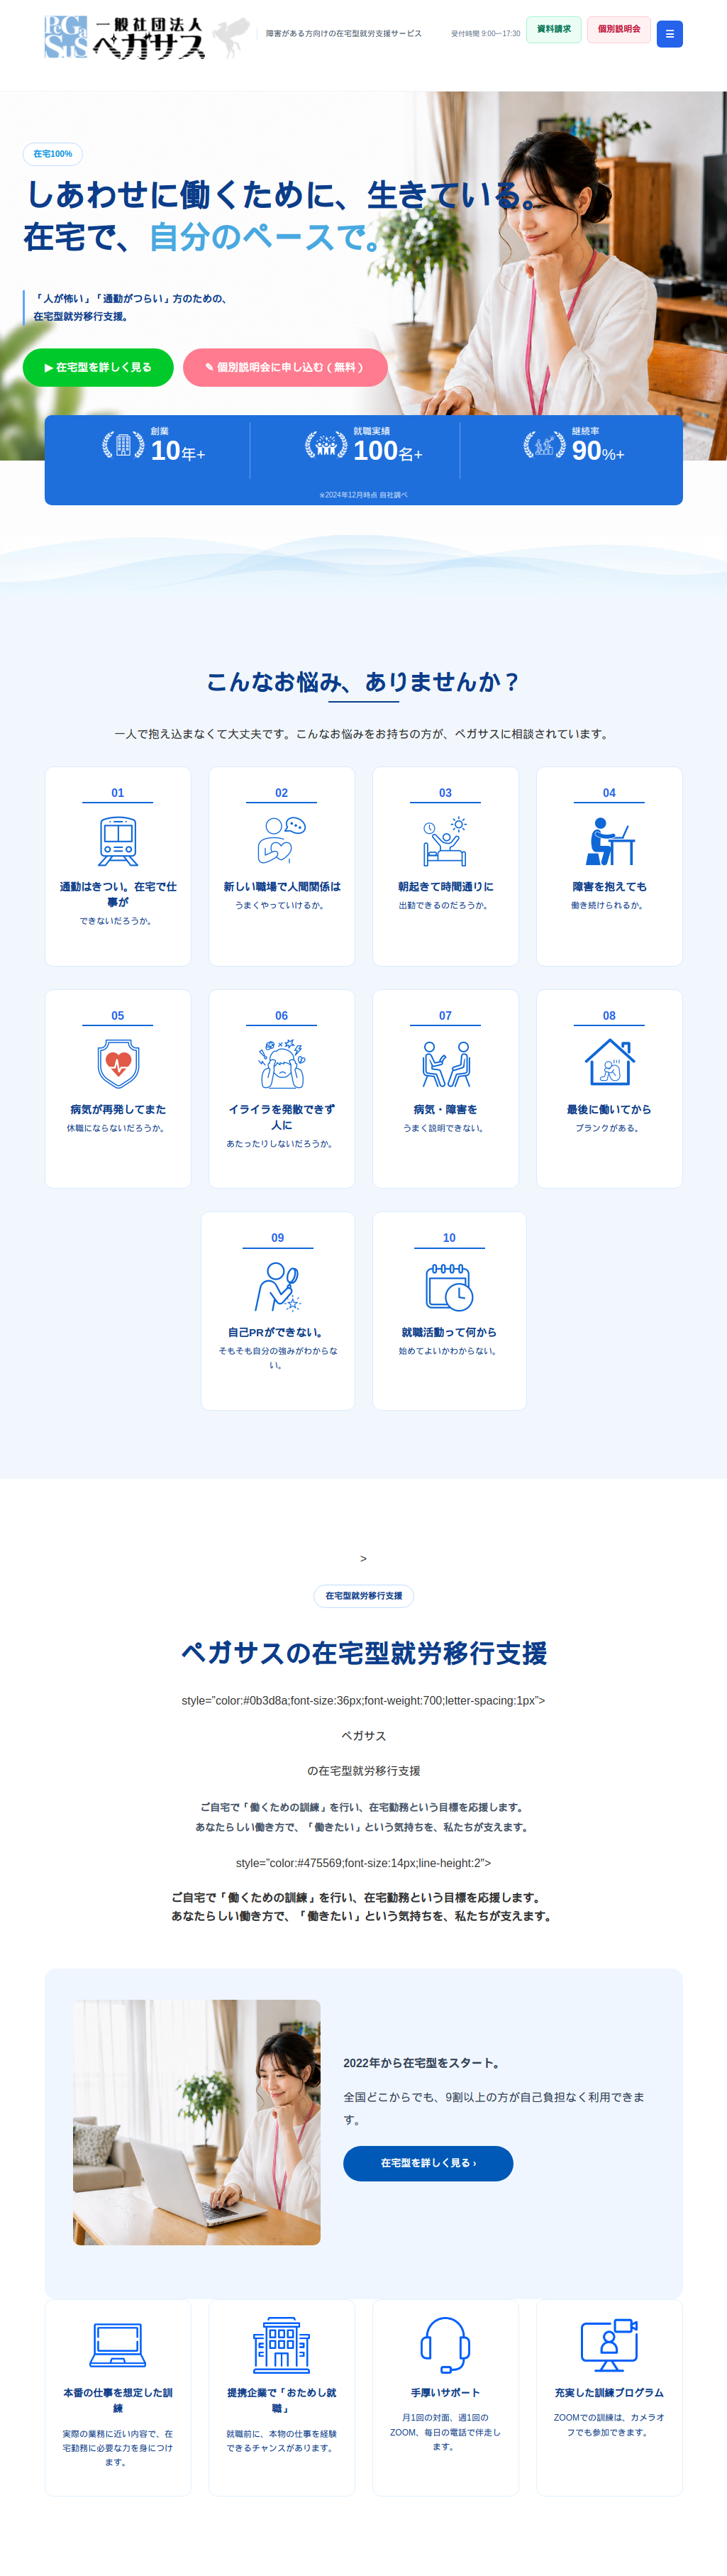 PeGaSuS
一般社団法人
ペガサス
障害がある方向けの在宅型就労支援サービス
受付時間 9:00～17:30
資料請求
個別説明会
☰
在宅100%
しあわせに働くために、生きている。
在宅で、自分のペースで。
「人が怖い」「通勤がつらい」方のための、
在宅型就労移行支援。
▶ 在宅型を詳しく見る
✎ 個別説明会に申し込む（無料）
創業
10年+
就職実績
100名+
継続率
90%+
※2024年12月時点 自社調べ
こんなお悩み、ありませんか？
一人で抱え込まなくて大丈夫です。こんなお悩みをお持ちの方が、ペガサスに相談されています。
01
通勤はきつい。在宅で仕
事が
できないだろうか。
02
新しい職場で人間関係は
うまくやっていけるか。
03
朝起きて時間通りに
出勤できるのだろうか。
04
障害を抱えても
働き続けられるか。
05
病気が再発してまた
休職にならないだろうか。
06
イライラを発散できず
人に
あたったりしないだろうか。
07
病気・障害を
うまく説明できない。
08
最後に働いてから
ブランクがある。
09
自己PRができない。
そもそも自分の強みがわからな
い。
10
就職活動って何から
始めてよいかわからない。
>
在宅型就労移行支援
ペガサスの在宅型就労移行支援
style="color:#0b3d8a;font-size:36px;font-weight:700;letter-spacing:1px">
ペガサス
の在宅型就労移行支援
ご自宅で「働くための訓練」を行い、在宅勤務という目標を応援します。
あなたらしい働き方で、「働きたい」という気持ちを、私たちが支えます。
style="color:#475569;font-size:14px;line-height:2">
ご自宅で「働くための訓練」を行い、在宅勤務という目標を応援します。
あなたらしい働き方で、「働きたい」という気持ちを、私たちが支えます。
2022年から在宅型をスタート。
全国どこからでも、9割以上の方が自己負担なく利用できま
す。
在宅型を詳しく見る ›
本番の仕事を想定した訓
練
実際の業務に近い内容で、在
宅勤務に必要な力を身につけ
ます。
提携企業で「おためし就
職」
就職前に、本物の仕事を経験
できるチャンスがあります。
手厚いサポート
月1回の対面、週1回の
ZOOM、毎日の電話で伴走し
ます。
充実した訓練プログラム
ZOOMでの訓練は、カメラオ
フでも参加できます。